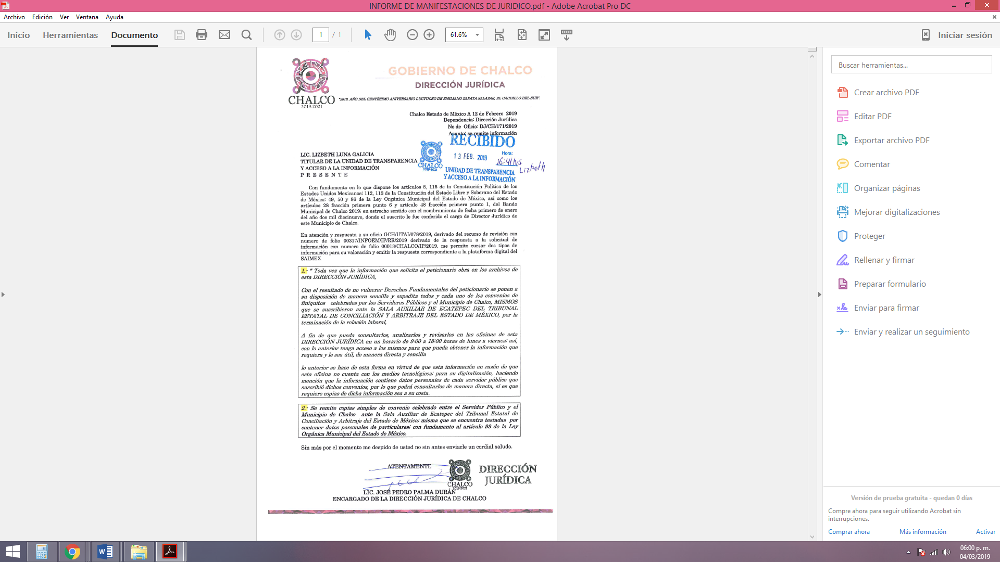 INFORME DE MANIFESTACIONES DE JURIDICO.pdf - Adobe Acrobat Pro DC
Archivo Edición Ver Ventana Ayuda
Inicio Herramientas Documento 1 / 1 61.6% Iniciar sesión
GOBIERNO DE CHALCO
DIRECCIÓN JURÍDICA
CHALCO
2019-2021
"2019. AÑO DEL CENTÉSIMO ANIVERSARIO LUCTUOSO DE EMILIANO ZAPATA SALAZAR, EL CAUDILLO DEL SUR".
Chalco Estado de México A 12 de Febrero 2019
Dependencia: Dirección Jurídica
No de Oficio: DJ/CH/171/2019
Asunto: se remite información
RECIBIDO
13 FEB. 2019
Hora:
16:41 hrs.
Lizbeth
CHALCO
2019-2021
UNIDAD DE TRANSPARENCIA
Y ACCESO A LA INFORMACIÓN
LIC. LIZBETH LUNA GALICIA
TITULAR DE LA UNIDAD DE TRANSPARENCIA
Y ACCESO A LA INFORMACIÓN
P R E S E N T E
Con fundamento en lo que dispone los artículos 8, 115 de la Constitución Política de los
Estados Unidos Mexicanos; 112, 113 de la Constitución del Estado Libre y Soberano del Estado
de México; 49, 50 y 86 de la Ley Orgánica Municipal del Estado de México, así como los
artículos 28 fracción primera punto 6 y artículo 48 fracción primera punto 1, del Bando
Municipal de Chalco 2019; en estrecho sentido con el nombramiento de fecha primero de enero
del año dos mil diecinueve, donde el suscrito le fue conferido el cargo de Director Jurídico de
este Municipio de Chalco.
En atención y respuesta a su oficio GCH/UTAI/078/2019, derivado del recurso de revisión con
numero de folio 00317/INFOEM/IP/RR/2019 derivado de la respuesta a la solicitud de
información con numero de folio 00013/CHALCO/IP/2019, me permito cursar dos tipos de
información para su valoración y emitir la respuesta correspondiente a la plataforma digital del
SAIMEX
1.- " Toda vez que la información que solicita el peticionario obra en los archivos de
esta DIRECCIÓN JURÍDICA,
Con el resultado de no vulnerar Derechos Fundamentales del peticionario se ponen a
su disposición de manera sencilla y expedita todos y cada uno de los convenios de
finiquitos celebrados por los Servidores Públicos y el Municipio de Chalco, MISMOS
que se suscribieron ante la SALA AUXILIAR DE ECATEPEC DEL TRIBUNAL
ESTATAL DE CONCILIACIÓN Y ARBITRAJE DEL ESTADO DE MÉXICO, por la
terminación de la relación laboral,
A fin de que pueda consultarlos, analizarlos y revisarlos en las oficinas de esta
DIRECCIÓN JURÍDICA en un horario de 9:00 a 18:00 horas de lunes a viernes; así,
con lo anterior tenga acceso a los mismos para que pueda obtener la información que
requiera y le sea útil, de manera directa y sencilla
lo anterior se hace de esta forma en virtud de que esta información en razón de que
esta oficina no cuenta con los medios tecnológicos; para su digitalización, haciendo
mención que la información contiene datos personales de cada servidor público que
suscribió dichos convenios, por lo que podrá consultarlos de manera directa, si es que
requiere copias de dicha información sea a su costa.
2.- Se remite copias simples de convenio celebrado entre el Servidor Público y el
Municipio de Chalco ante la Sala Auxiliar de Ecatepec del Tribunal Estatal de
Conciliación y Arbitraje del Estado de México; misma que se encuentra testadas por
contener datos personales de particulares; con fundamento al artículo 93 de la Ley
Orgánica Municipal del Estado de México.
Sin más por el momento me despido de usted no sin antes enviarle un cordial saludo.
ATENTAMENTE
CHALCO
2019-2021
DIRECCIÓN
JURÍDICA
LIC. JOSÉ PEDRO PALMA DURÁN
ENCARGADO DE LA DIRECCIÓN JURÍDICA DE CHALCO
Buscar herramientas...
Crear archivo PDF
Editar PDF
Exportar archivo PDF
Comentar
Organizar páginas
Mejorar digitalizaciones
Proteger
Rellenar y firmar
Preparar formulario
Enviar para firmar
Enviar y realizar un seguimiento
Versión de prueba gratuita - quedan 0 días
Compre ahora para seguir utilizando Acrobat sin
interrupciones.
Comprar ahora Más información Activar
06:00 p. m.
04/03/2019